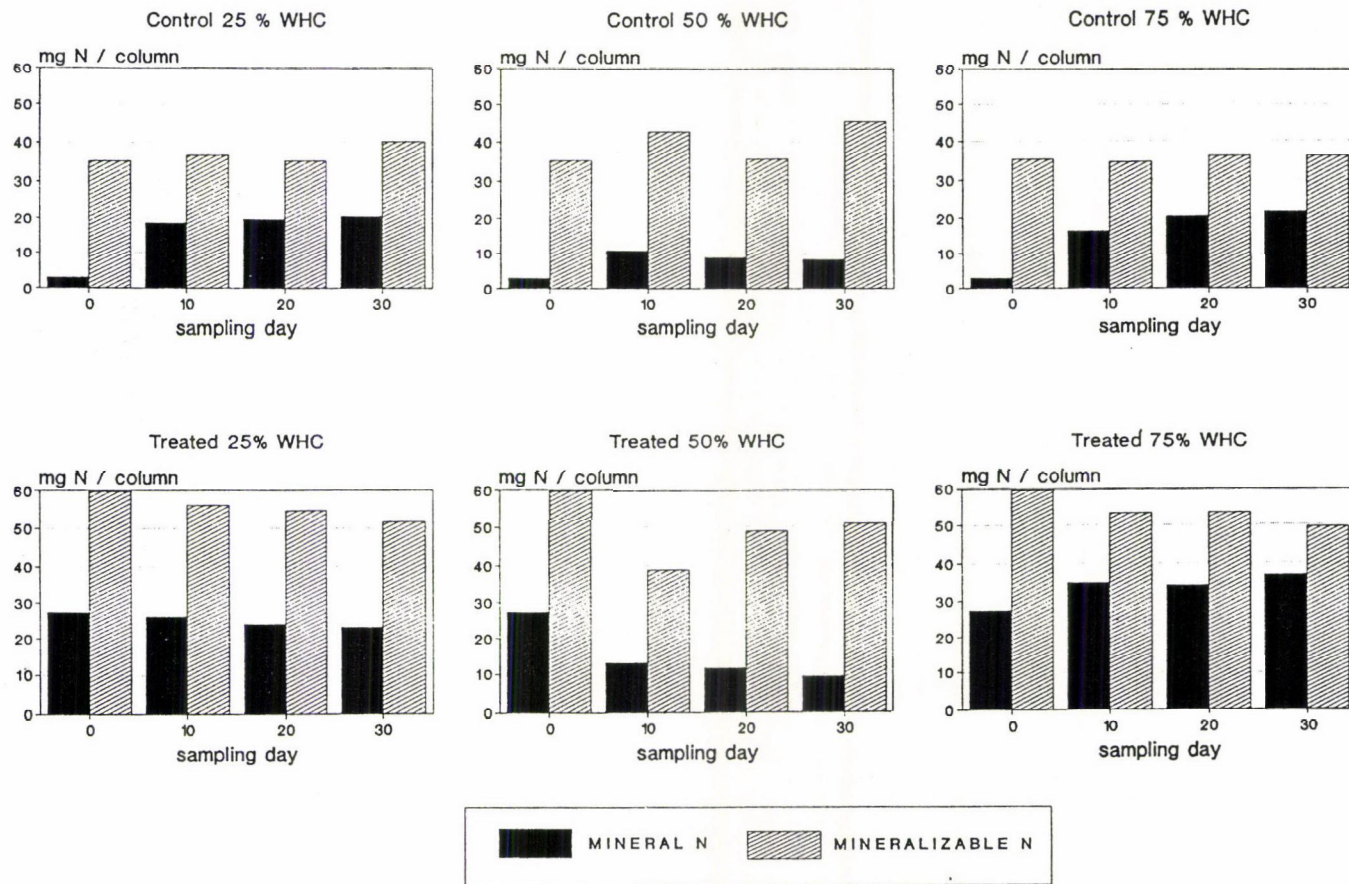 Control 25 % WHC
mg N / column
60
50
40
30
20
10
0
0 10 20 30
sampling day
Control 50 % WHC
mg N / column
60
50
40
30
20
10
0
0 10 20 30
sampling day
Control 75 % WHC
mg N / column
60
50
40
30
20
10
0
0 10 20 30
sampling day
Treated 25% WHC
mg N / column
60
50
40
30
20
10
0
0 10 20 30
sampling day
Treated 50% WHC
mg N / column
60
50
40
30
20
10
0
0 10 20 30
sampling day
Treated 75% WHC
mg N / column
60
50
40
30
20
10
0
0 10 20 30
sampling day
MINERAL N MINERALIZABLE N